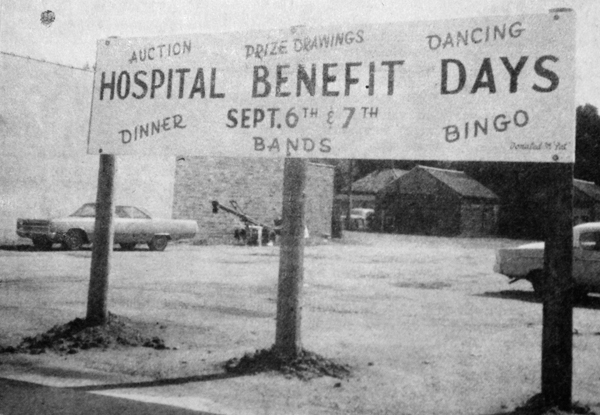 AUCTION PRIZE DRAWINGS DANCING
HOSPITAL BENEFIT DAYS
DINNER SEPT. 6TH & 7TH BINGO
BANDS